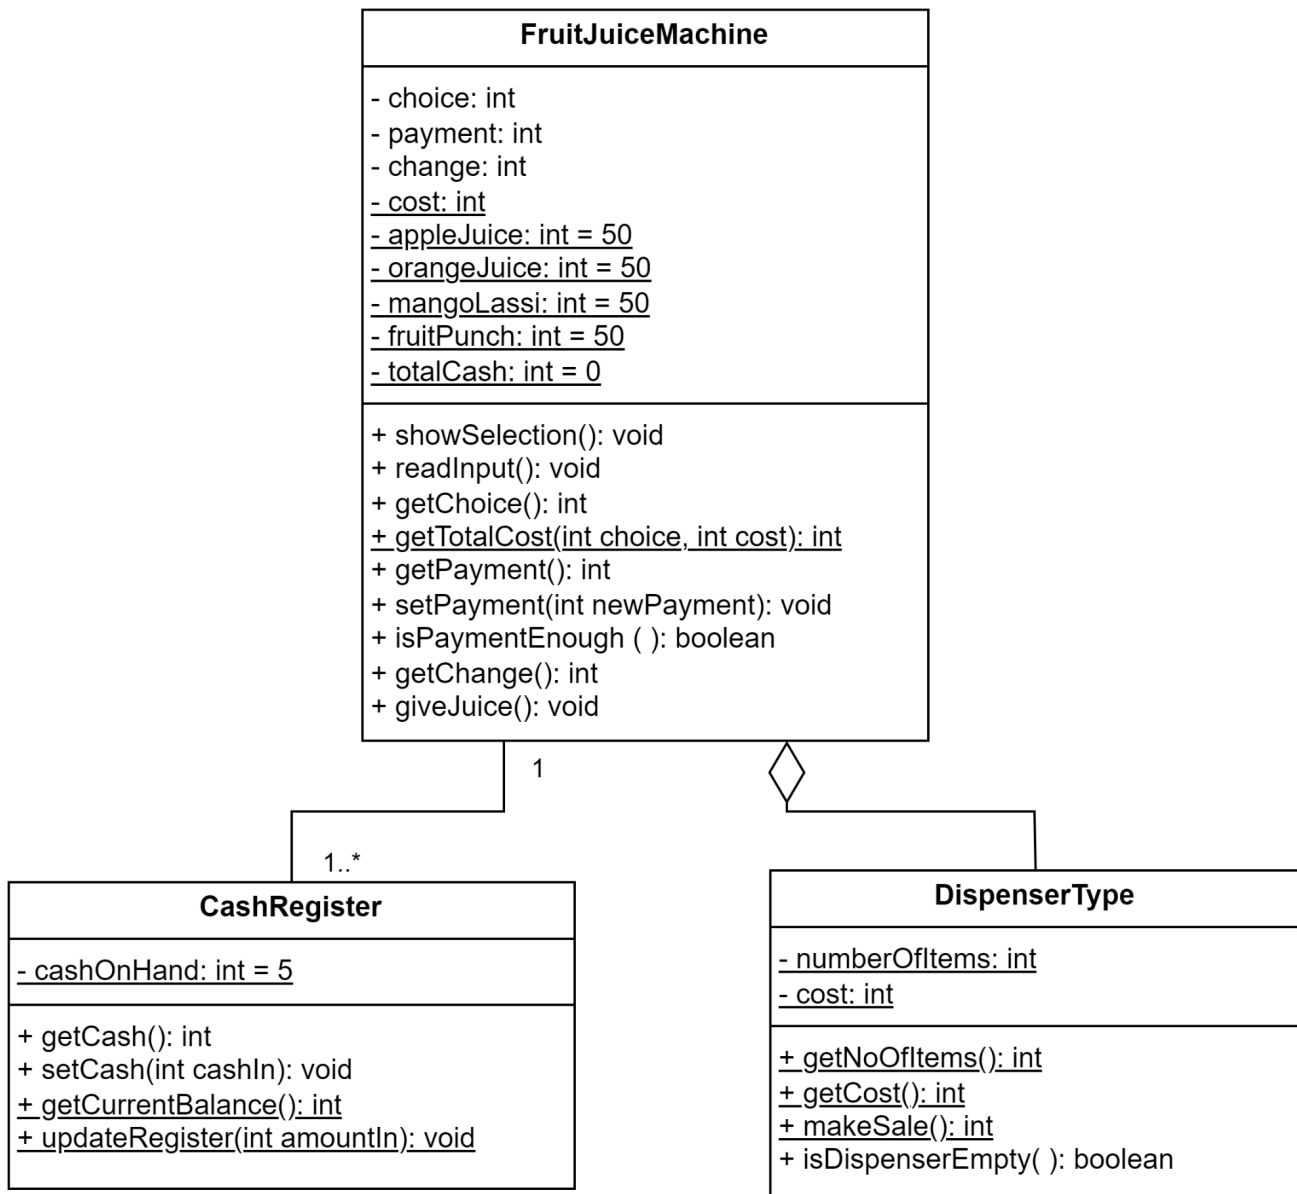 FruitJuiceMachine
- choice: int
- payment: int
- change: int
- cost: int
- appleJuice: int = 50
- orangeJuice: int = 50
- mangoLassi: int = 50
- fruitPunch: int = 50
- totalCash: int = 0
+ showSelection(): void
+ readInput(): void
+ getChoice(): int
+ getTotalCost(int choice, int cost): int
+ getPayment(): int
+ setPayment(int newPayment): void
+ isPaymentEnough ( ): boolean
+ getChange(): int
+ giveJuice(): void
1
1..*
CashRegister
- cashOnHand: int = 5
+ getCash(): int
+ setCash(int cashIn): void
+ getCurrentBalance(): int
+ updateRegister(int amountIn): void
DispenserType
- numberOfItems: int
- cost: int
+ getNoOfItems(): int
+ getCost(): int
+ makeSale(): int
+ isDispenserEmpty( ): boolean